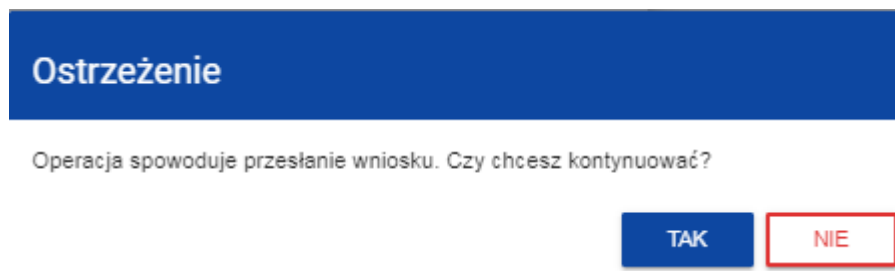 Ostrzeżenie
Operacja spowoduje przesłanie wniosku. Czy chcesz kontynuować?
TAK NIE